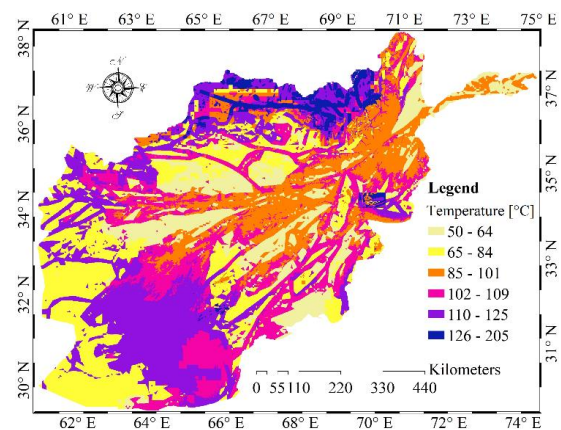 61° E 63° E 65° E 67° E 69° E 71° E 73° E 75° E
38° N
36° N
34° N
32° N
30° N
37° N
35° N
33° N
31° N
N
W E
S
Legend
Temperature [°C]
50 - 64
65 - 84
85 - 101
102 - 109
110 - 125
126 - 205
Kilometers
0 55 110 220 330 440
62° E 65° E 66° E 68° E 70° E 72° E 74° E